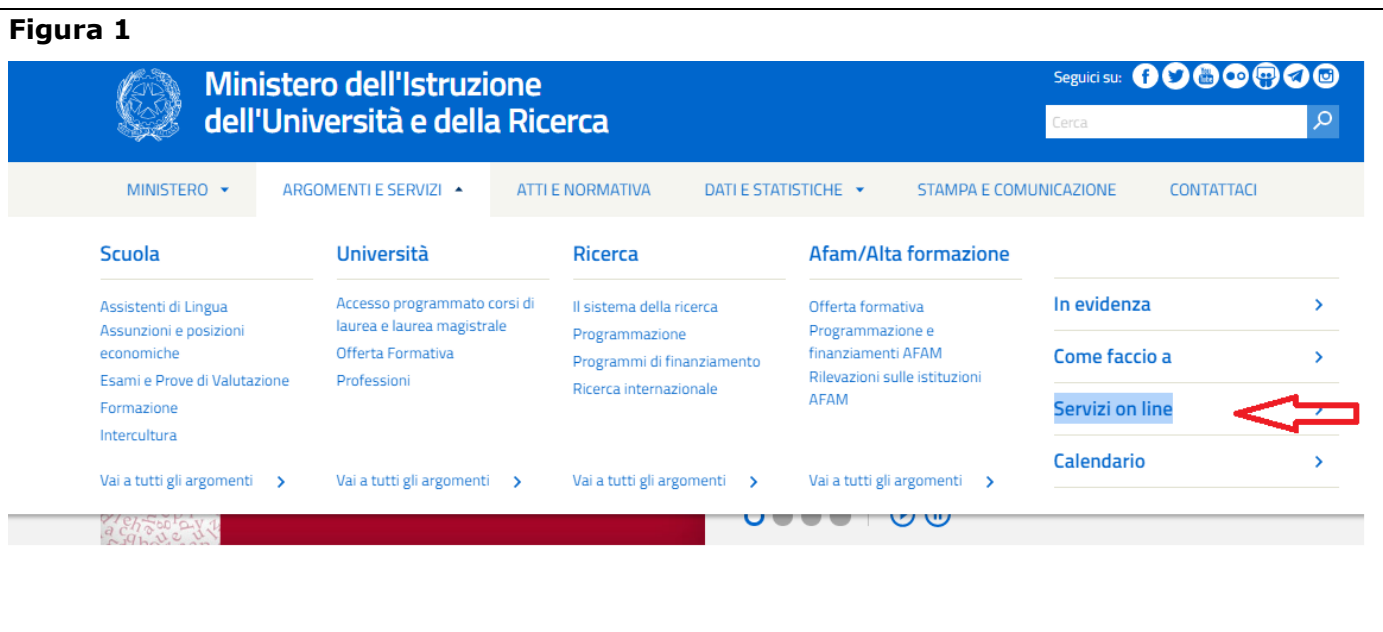 Figura 1
Ministero dell'Istruzione
dell'Università e della Ricerca
Seguici su:
Cerca
MINISTERO
ARGOMENTI E SERVIZI
ATTI E NORMATIVA
DATI E STATISTICHE
STAMPA E COMUNICAZIONE
CONTATTACI
Scuola
Assistenti di Lingua
Assunzioni e posizioni
economiche
Esami e Prove di Valutazione
Formazione
Intercultura
Vai a tutti gli argomenti
Università
Accesso programmato corsi di
laurea e laurea magistrale
Offerta Formativa
Professioni
Vai a tutti gli argomenti
Ricerca
Il sistema della ricerca
Programmazione
Programmi di finanziamento
Ricerca internazionale
Vai a tutti gli argomenti
Afam/Alta formazione
Offerta formativa
Programmazione e
finanziamenti AFAM
Rilevazioni sulle istituzioni
AFAM
Vai a tutti gli argomenti
In evidenza
Come faccio a
Servizi on line
Calendario